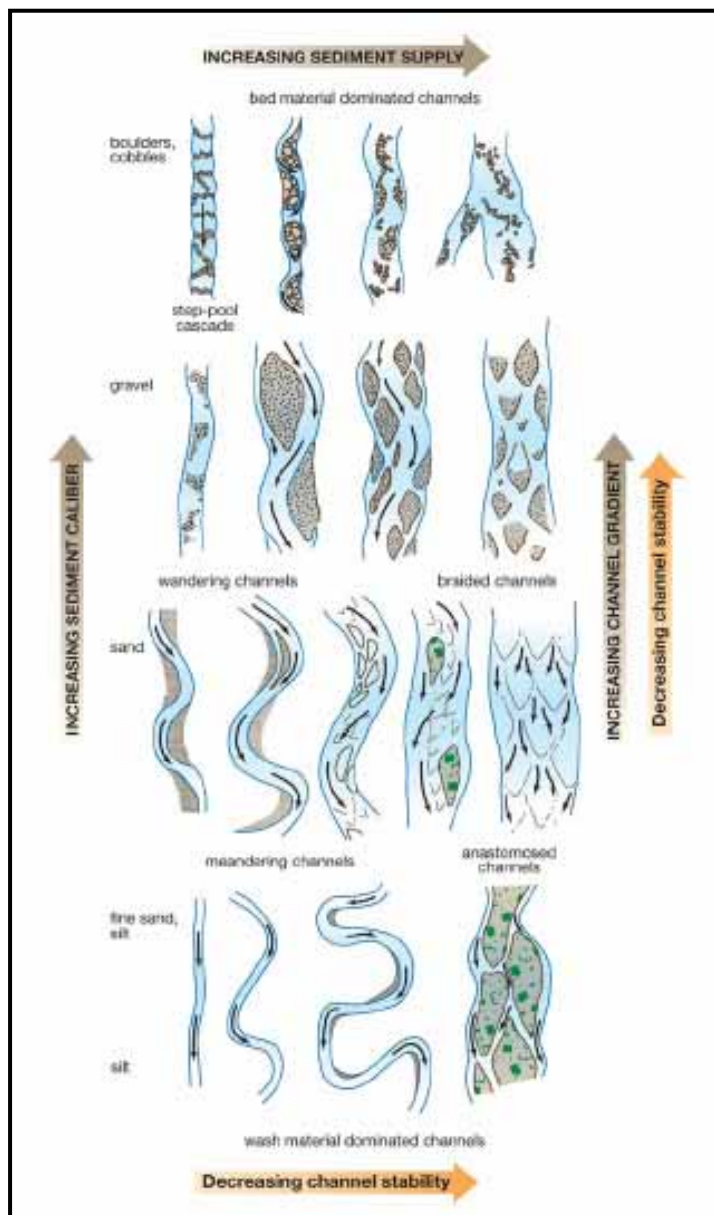 INCREASING SEDIMENT SUPPLY
bed material dominated channels
boulders,
cobbles
step-pool
cascade
gravel
INCREASING SEDIMENT CALIBER
INCREASING CHANNEL GRADIENT
Decreasing channel stability
wandering channels
braided channels
sand
meandering channels
anastomosed
channels
fine sand,
silt
silt
wash material dominated channels
Decreasing channel stability